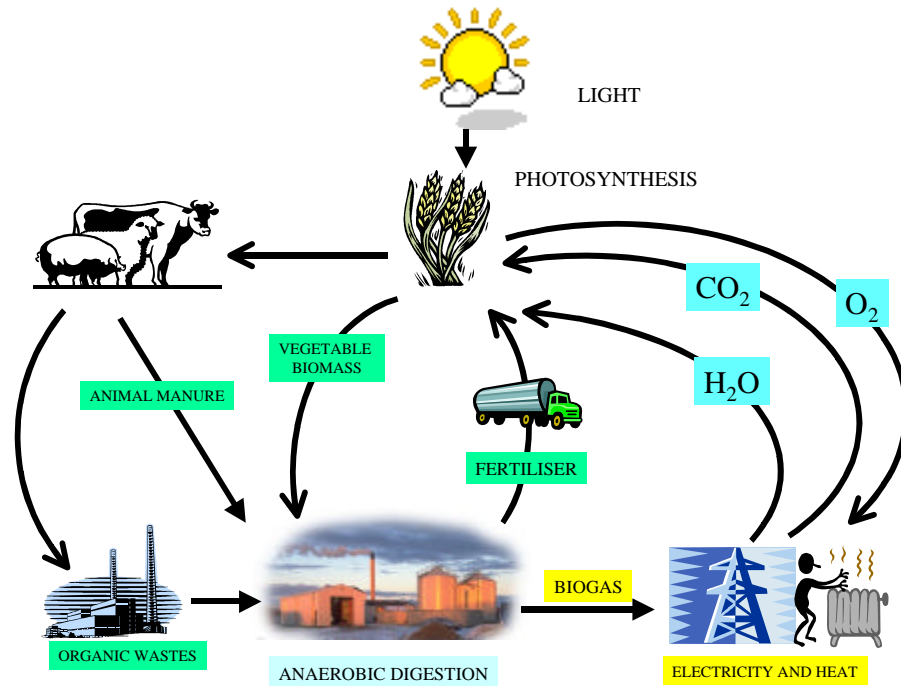 LIGHT
PHOTOSYNTHESIS
CO₂
O₂
VEGETABLE
BIOMASS
H₂O
ANIMAL MANURE
FERTILISER
BIOGAS
ORGANIC WASTES
ANAEROBIC DIGESTION
ELECTRICITY AND HEAT